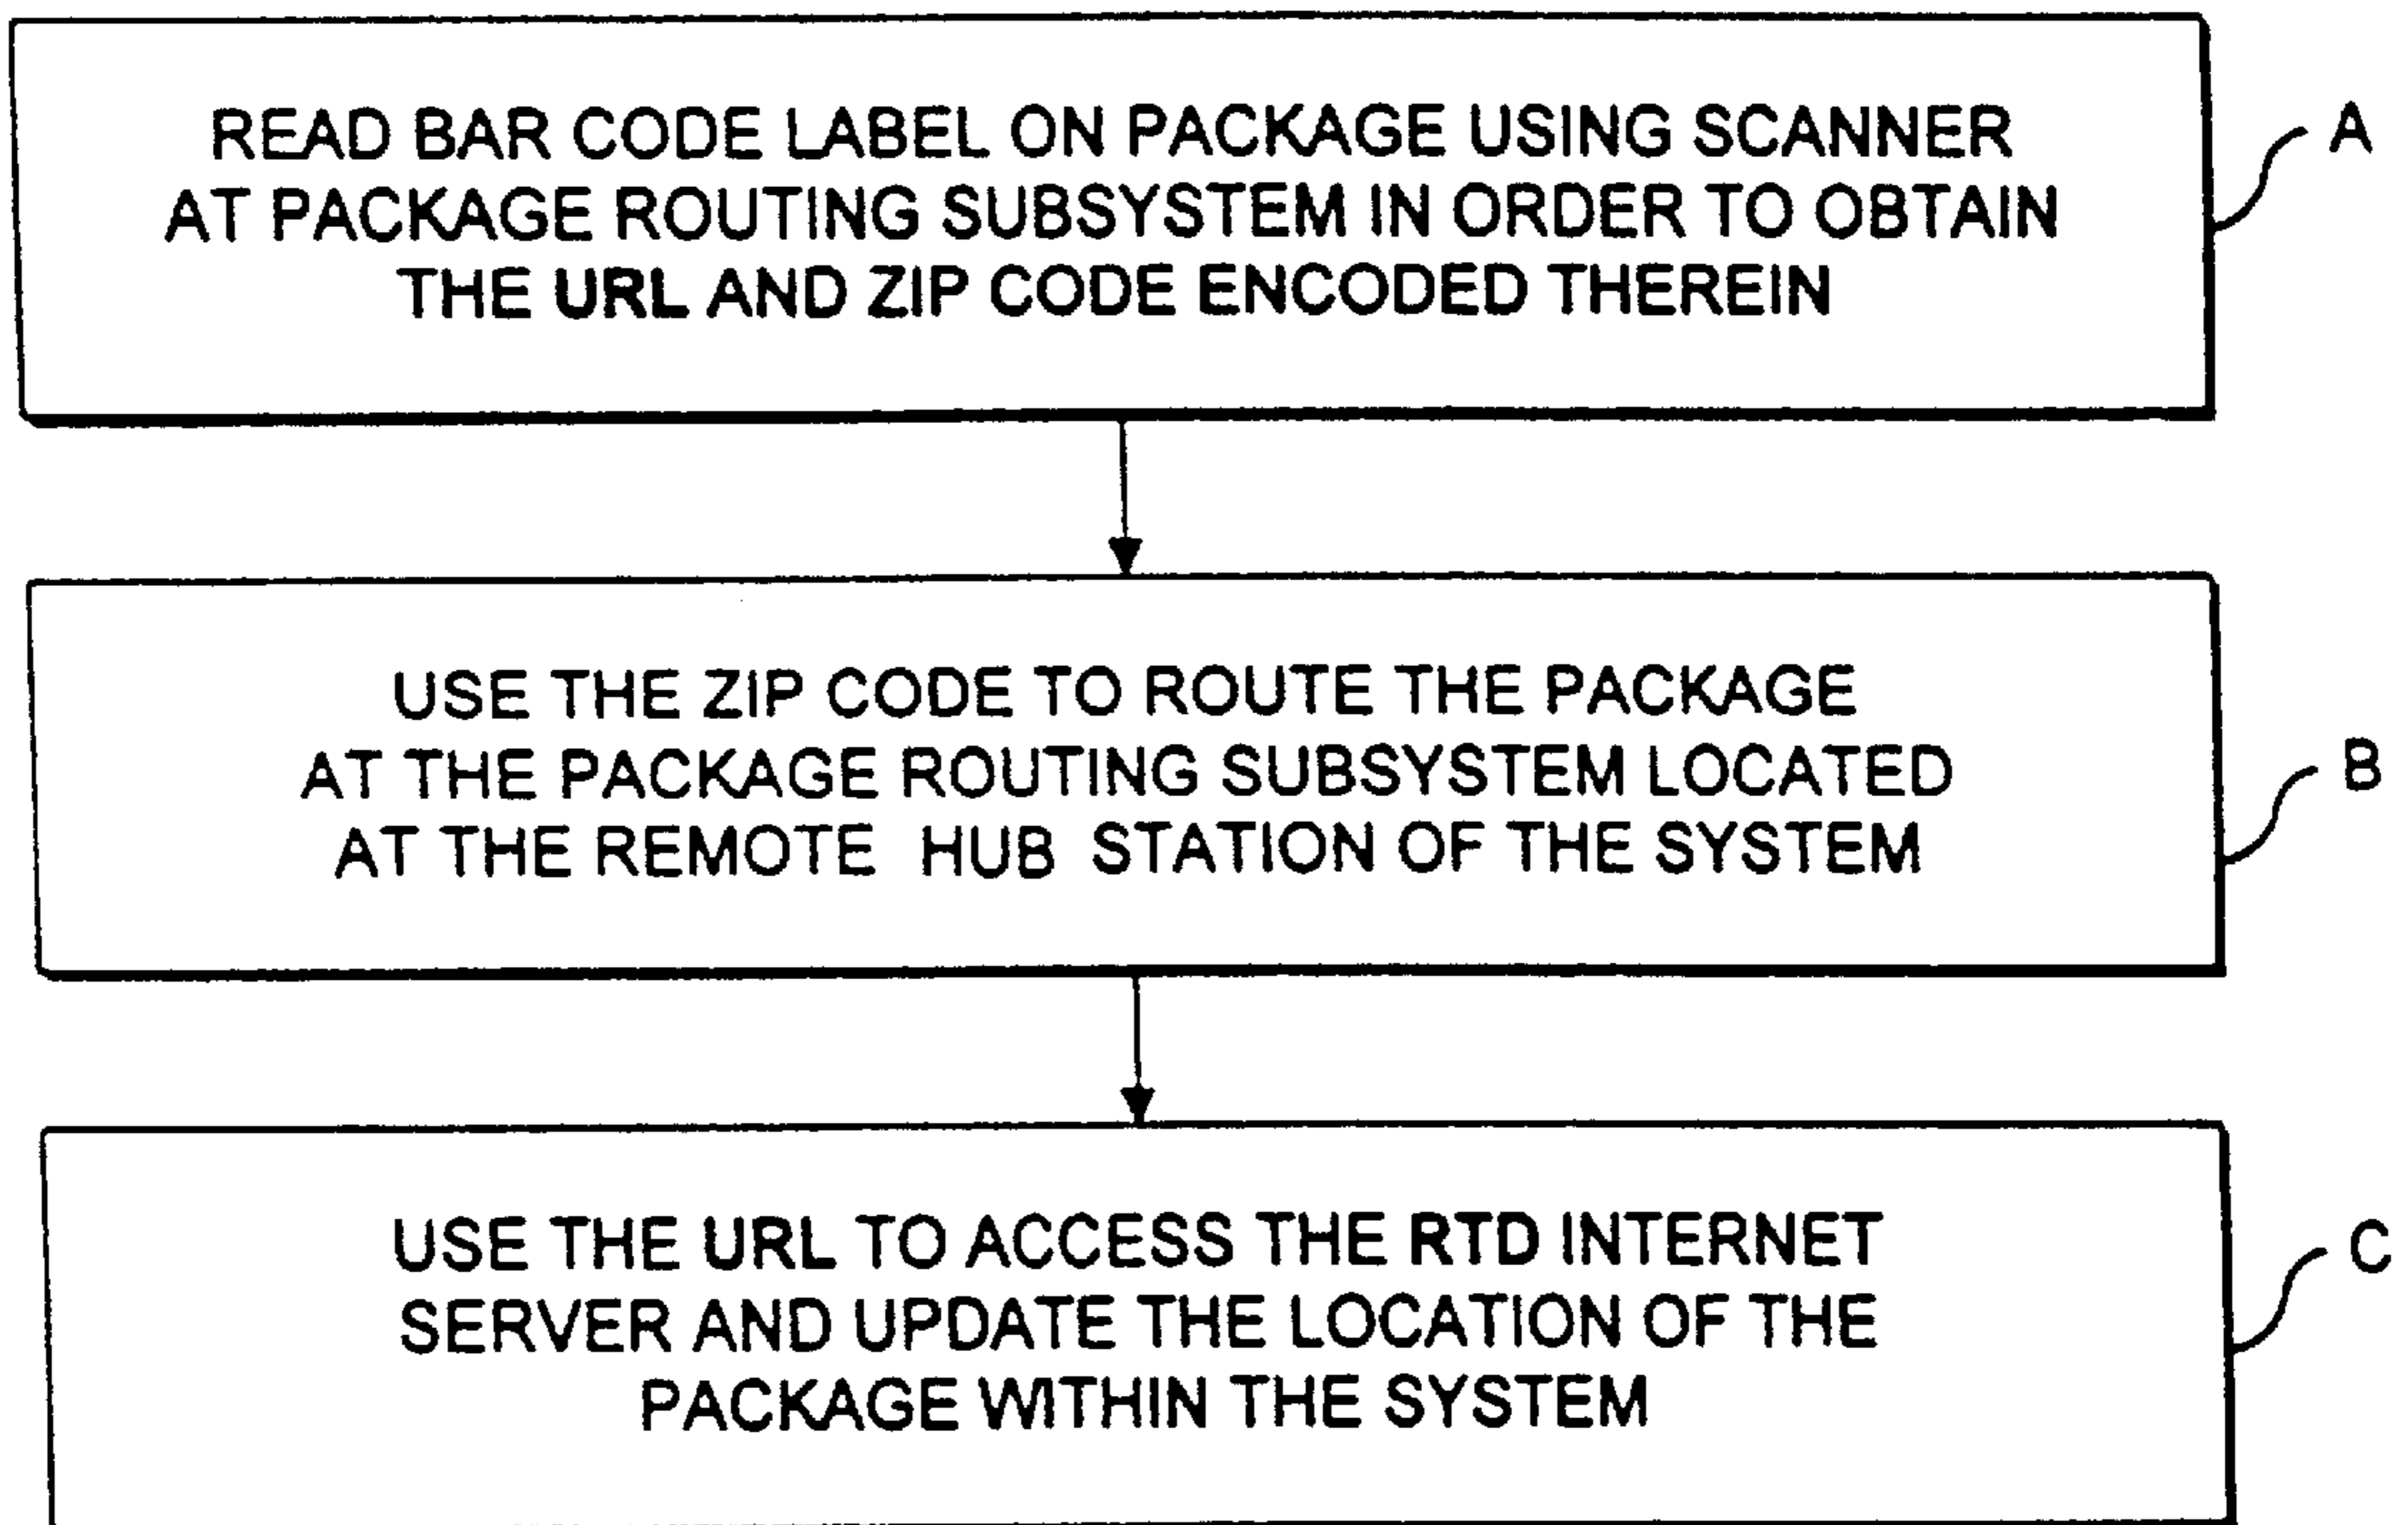 READ BAR CODE LABEL ON PACKAGE USING SCANNER
AT PACKAGE ROUTING SUBSYSTEM IN ORDER TO OBTAIN
THE URL AND ZIP CODE ENCODED THEREIN
A
USE THE ZIP CODE TO ROUTE THE PACKAGE
AT THE PACKAGE ROUTING SUBSYSTEM LOCATED
AT THE REMOTE HUB STATION OF THE SYSTEM
B
USE THE URL TO ACCESS THE RTD INTERNET
SERVER AND UPDATE THE LOCATION OF THE
PACKAGE WITHIN THE SYSTEM
C